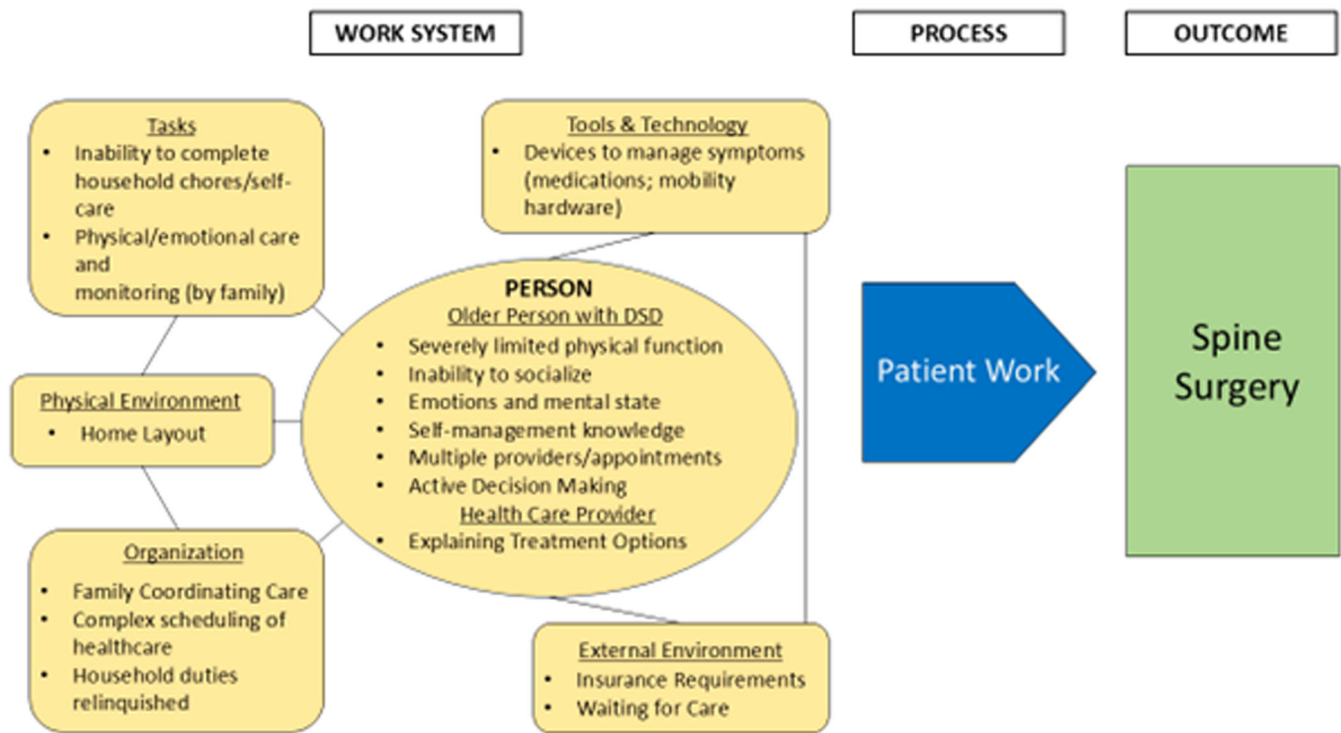 WORK SYSTEM
PROCESS
OUTCOME
Tasks
• Inability to complete
household chores/self-
care
• Physical/emotional care
and
monitoring (by family)
Tools & Technology
• Devices to manage symptoms
(medications; mobility
hardware)
Physical Environment
• Home Layout
PERSON
Older Person with DSD
• Severely limited physical function
• Inability to socialize
• Emotions and mental state
• Self-management knowledge
• Multiple providers/appointments
• Active Decision Making
Health Care Provider
• Explaining Treatment Options
Organization
• Family Coordinating Care
• Complex scheduling of
healthcare
• Household duties
relinquished
External Environment
• Insurance Requirements
• Waiting for Care
Patient Work
Spine
Surgery